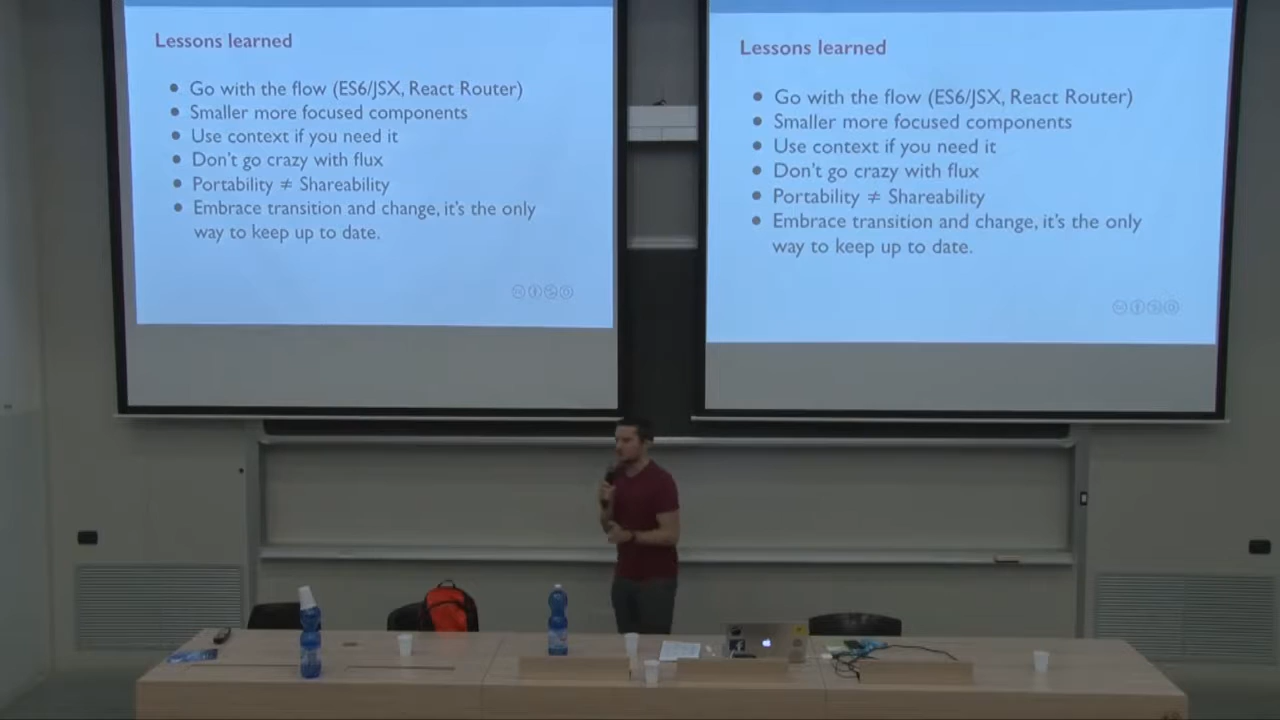 Lessons learned
Go with the flow (ES6/JSX, React Router)
Smaller more focused components
Use context if you need it
Don't go crazy with flux
Portability ≠ Shareability
Embrace transition and change, it's the only
way to keep up to date.
Lessons learned
Go with the flow (ES6/JSX, React Router)
Smaller more focused components
Use context if you need it
Don't go crazy with flux
Portability ≠ Shareability
Embrace transition and change, it's the only
way to keep up to date.